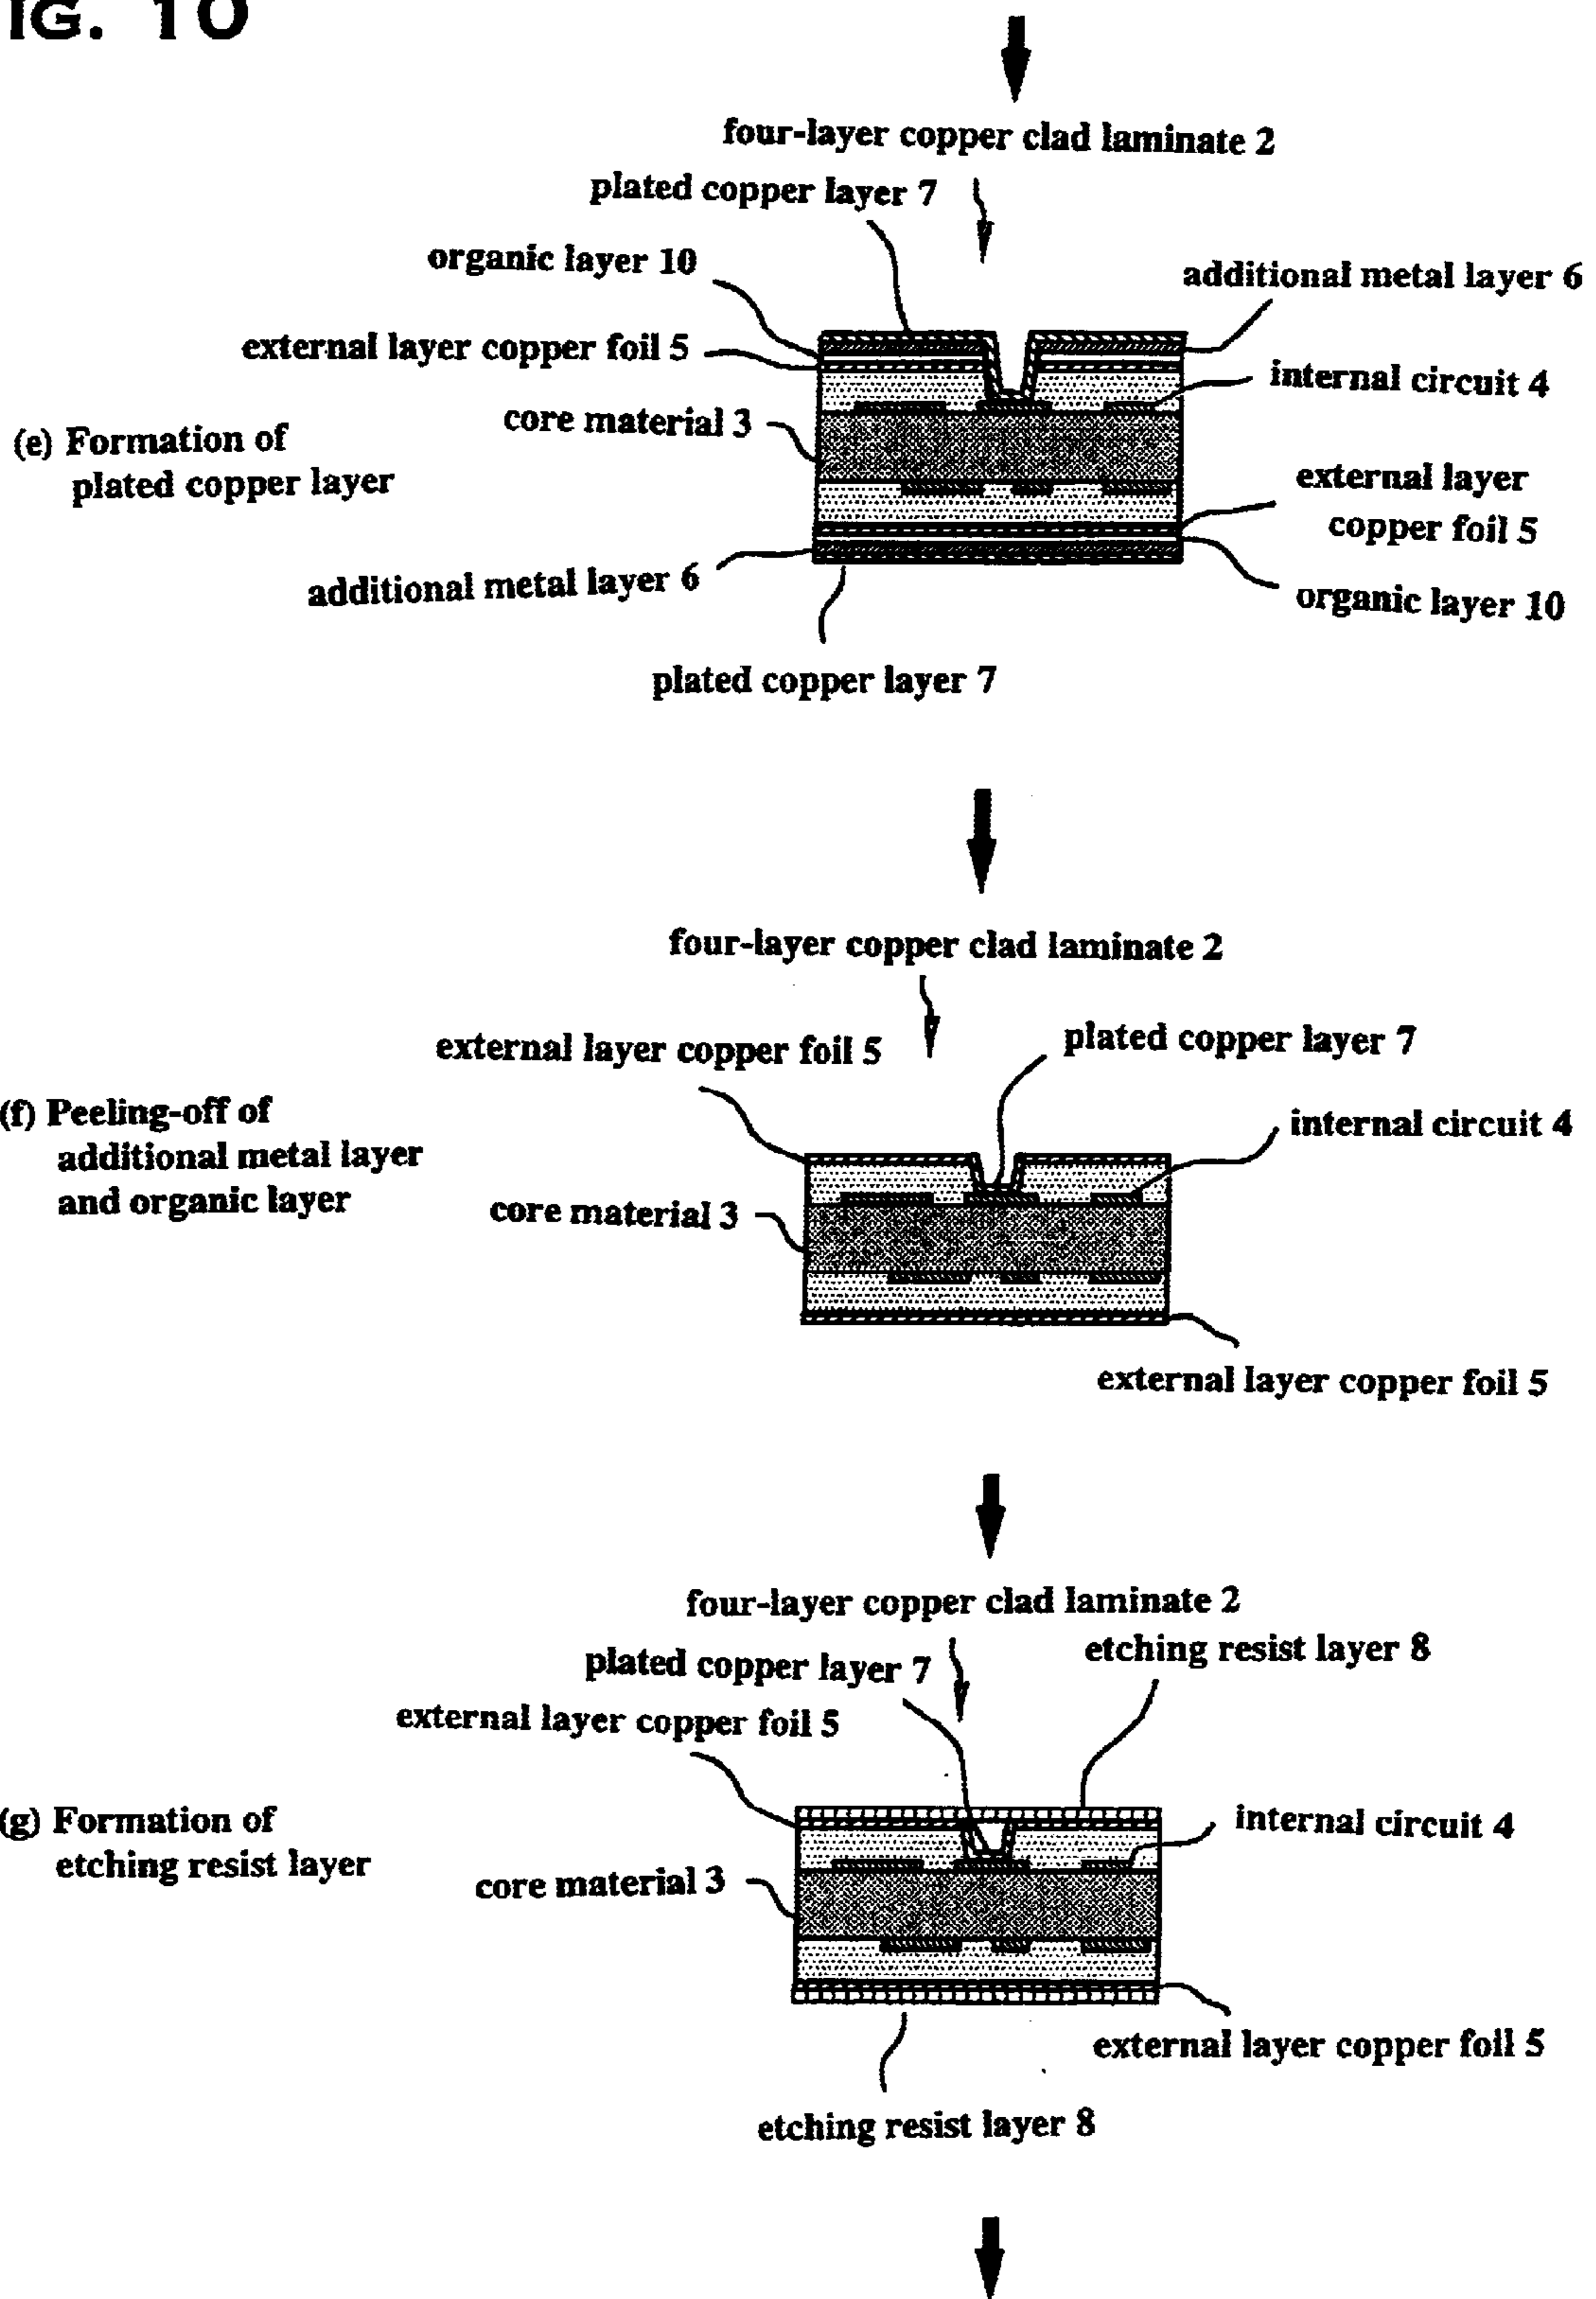 IG. 10
four-layer copper clad laminate 2
plated copper layer 7
organic layer 10
additional metal layer 6
external layer copper foil 5
internal circuit 4
core material 3
(e) Formation of
plated copper layer
external layer
copper foil 5
additional metal layer 6
organic layer 10
plated copper layer 7
four-layer copper clad laminate 2
external layer copper foil 5
plated copper layer 7
(f) Peeling-off of
additional metal layer
and organic layer
internal circuit 4
core material 3
external layer copper foil 5
four-layer copper clad laminate 2
etching resist layer 8
plated copper layer 7
external layer copper foil 5
(g) Formation of
etching resist layer
internal circuit 4
core material 3
external layer copper foil 5
etching resist layer 8